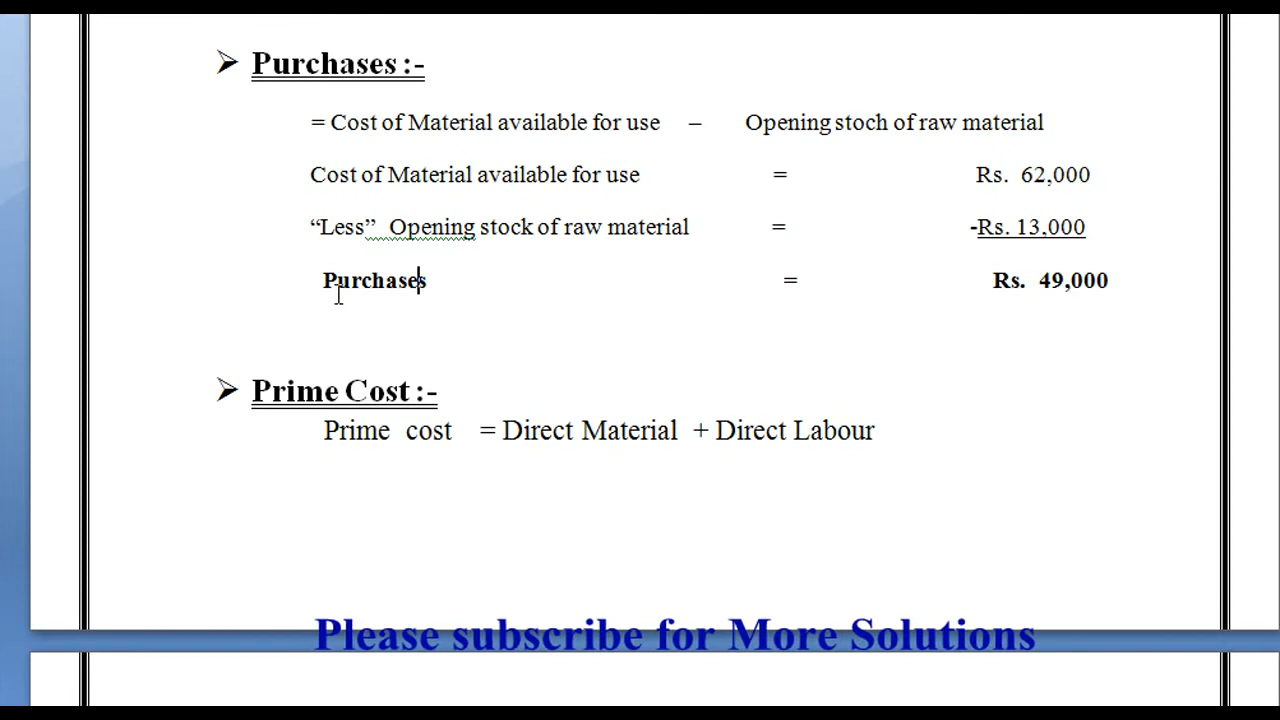 ➢ Purchases :-
= Cost of Material available for use – Opening stoch of raw material
Cost of Material available for use = Rs. 62,000
“Less” Opening stock of raw material = -Rs. 13,000
Purchases = Rs. 49,000
➢ Prime Cost :-
Prime cost = Direct Material + Direct Labour
Please subscribe for More Solutions